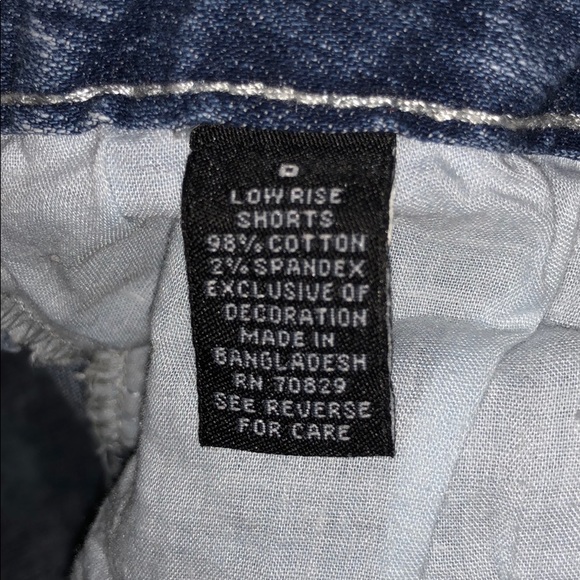 0
LOW RISE
SHORTS
98% COTTON
2% SPANDEX
EXCLUSIVE OF
DECORATION
MADE IN
BANGLADESH
RN 70829
SEE REVERSE
FOR CARE